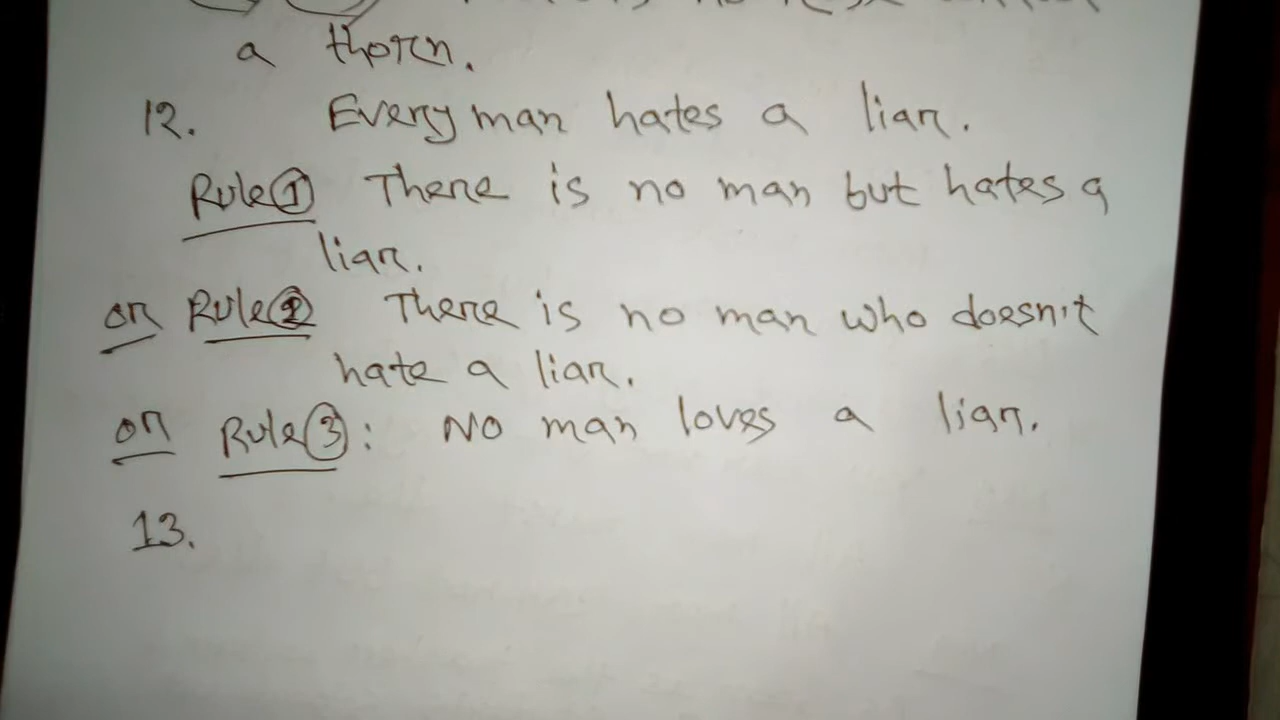 a thorn.
12. Every man hates a liar.
Rule① There is no man but hates a
liar.
or Rule② There is no man who doesn't
hate a liar.
or Rule③: No man loves a liar.
13.